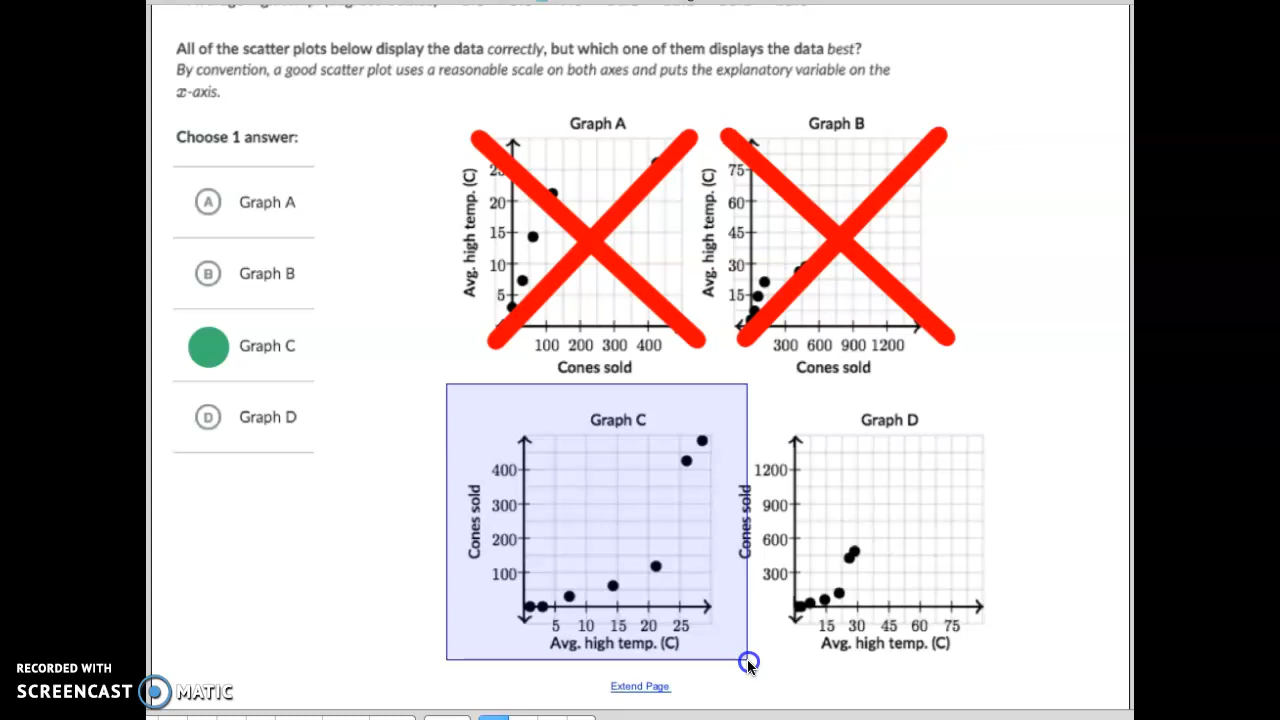 All of the scatter plots below display the data correctly, but which one of them displays the data best?
By convention, a good scatter plot uses a reasonable scale on both axes and puts the explanatory variable on the
x-axis.
Choose 1 answer:
A Graph A
B Graph B
Graph C
D Graph D
Graph A
Avg. high temp. (C)
20
15
10
5
100 200 300 400
Cones sold
Graph B
Avg. high temp. (C)
75
60
45
30
15
300 600 900 1200
Cones sold
Graph C
Cones sold
400
300
200
100
5 10 15 20 25
Avg. high temp. (C)
Graph D
Cones sold
1200
900
600
300
15 30 45 60 75
Avg. high temp. (C)
Extend Page
RECORDED WITH
SCREENCAST MATIC